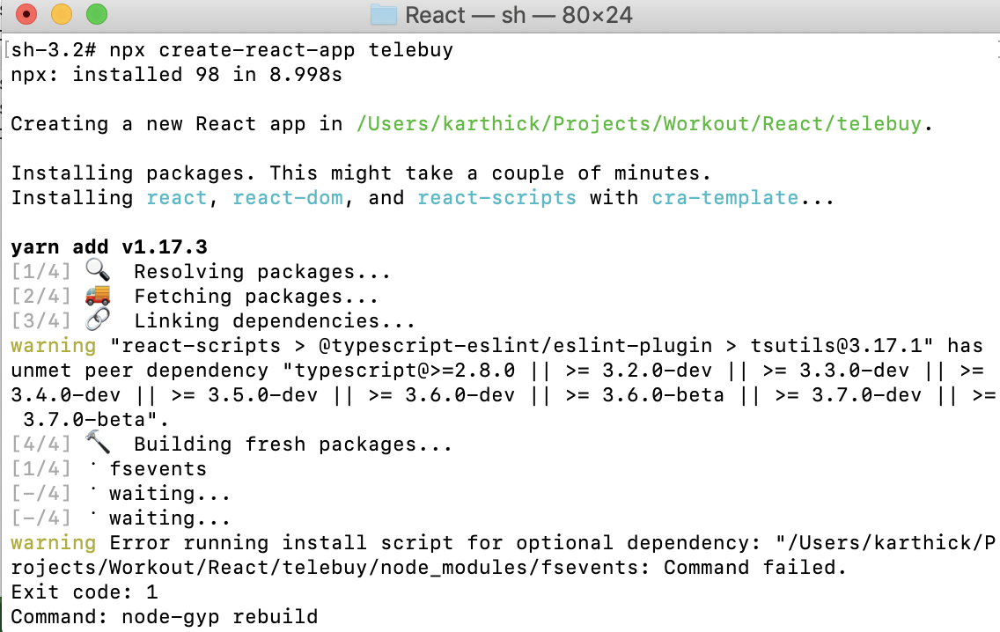 React — sh — 80×24
sh-3.2# npx create-react-app telebuy
npx: installed 98 in 8.998s
Creating a new React app in /Users/karthick/Projects/Workout/React/telebuy.
Installing packages. This might take a couple of minutes.
Installing react, react-dom, and react-scripts with cra-template...
yarn add v1.17.3
[1/4] 🔍 Resolving packages...
[2/4] 🚚 Fetching packages...
[3/4] 🔗 Linking dependencies...
warning "react-scripts > @typescript-eslint/eslint-plugin > tsutils@3.17.1" has
unmet peer dependency "typescript@>=2.8.0 || >= 3.2.0-dev || >= 3.3.0-dev || >=
3.4.0-dev || >= 3.5.0-dev || >= 3.6.0-dev || >= 3.6.0-beta || >= 3.7.0-dev || >=
3.7.0-beta".
[4/4] 🔨 Building fresh packages...
[1/4] ⠁ fsevents
[-/4] ⠁ waiting...
[-/4] ⠁ waiting...
warning Error running install script for optional dependency: "/Users/karthick/P
rojects/Workout/React/telebuy/node_modules/fsevents: Command failed.
Exit code: 1
Command: node-gyp rebuild